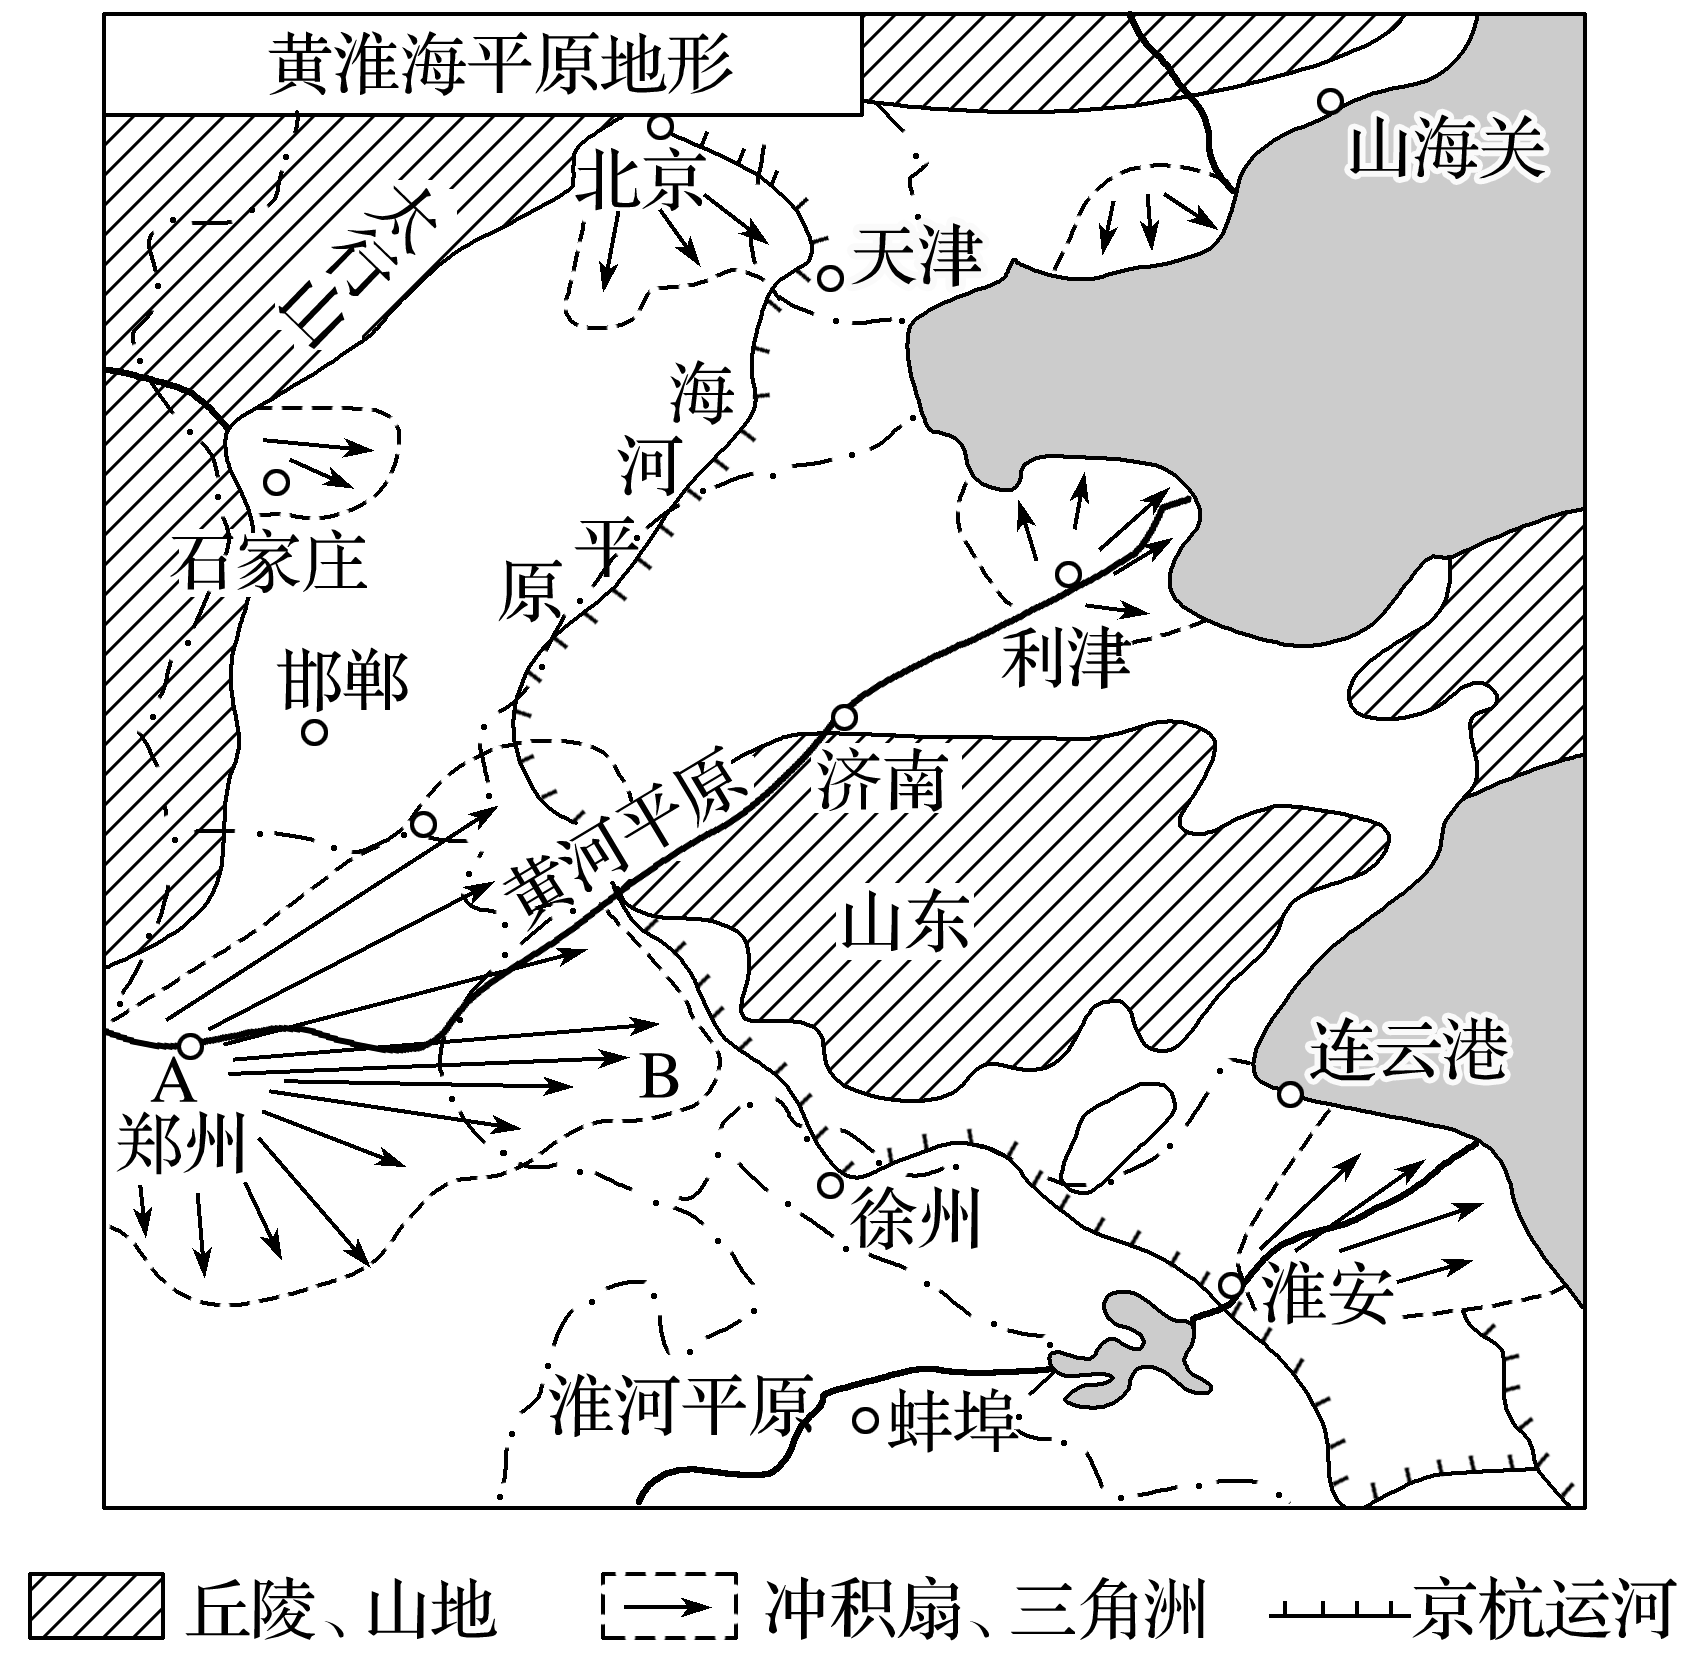 黄淮海平原地形
山海关
北京
太行山
天津
海河平原
石家庄
利津
邯郸
济南
黄河平原
山东
A
B
郑州
连云港
徐州
淮安
淮河平原
蚌埠
丘陵、山地
冲积扇、三角洲
京杭运河